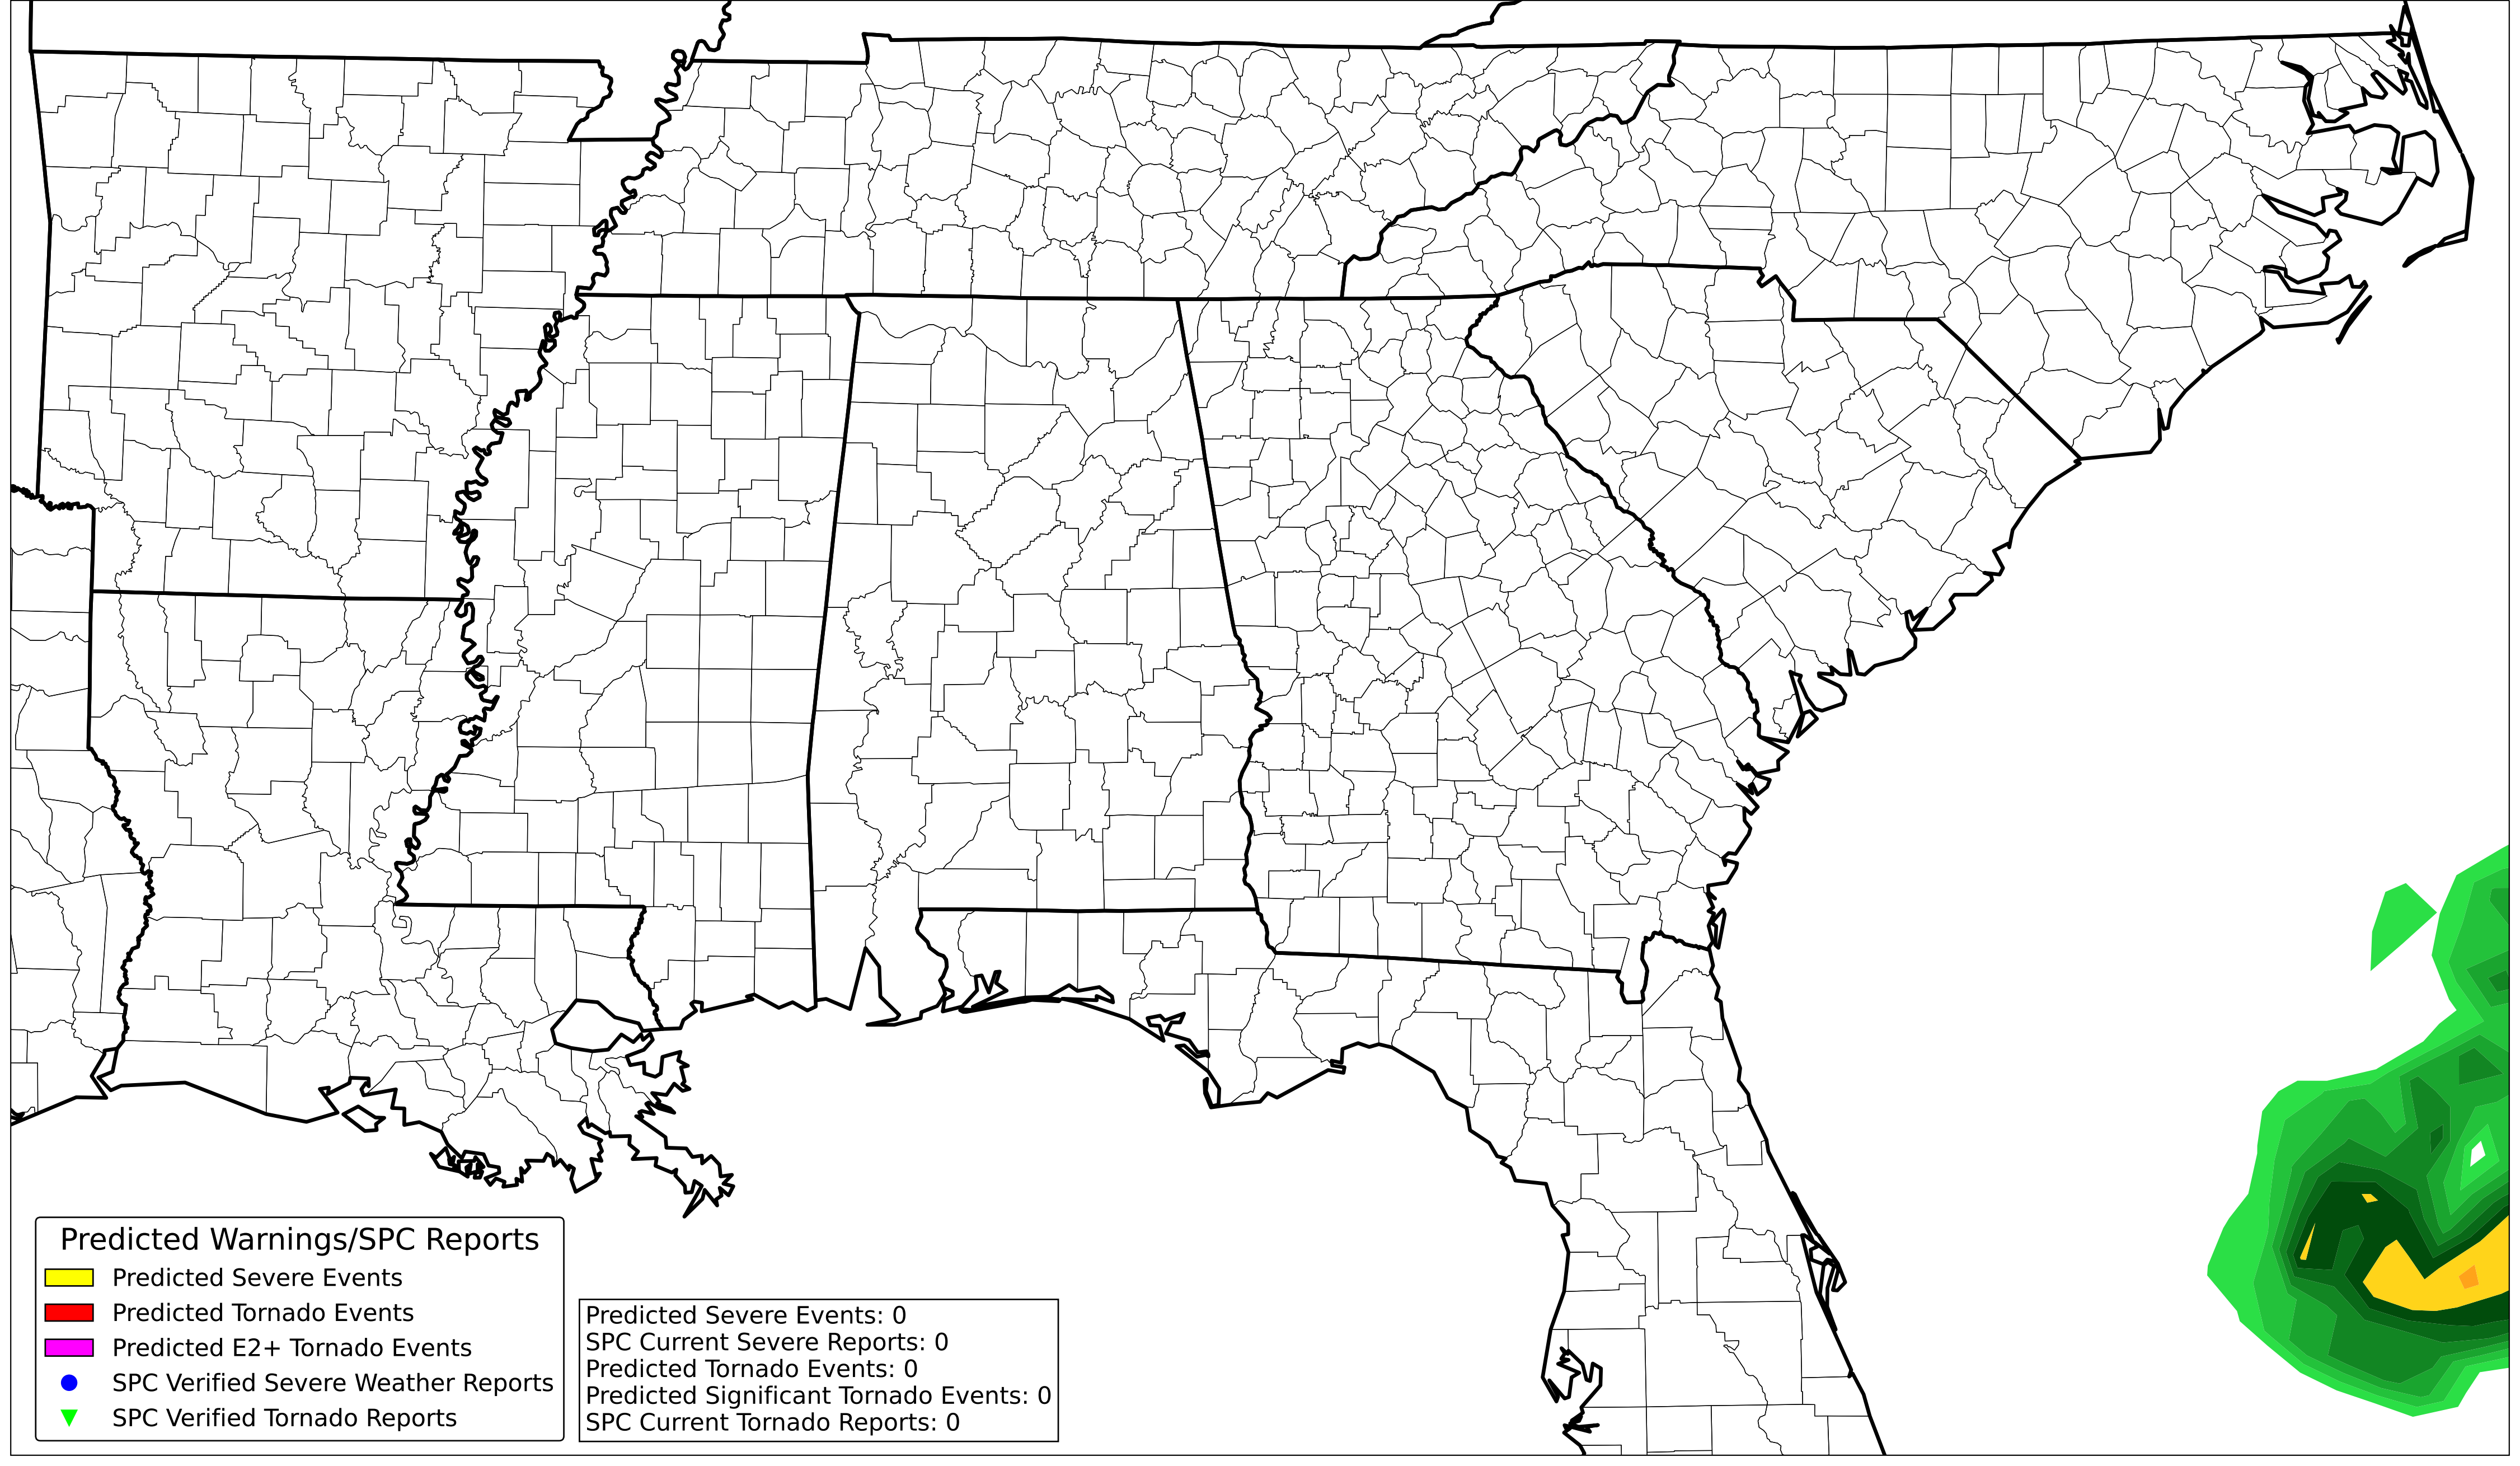 Predicted Warnings/SPC Reports
Predicted Severe Events
Predicted Tornado Events
Predicted E2+ Tornado Events
SPC Verified Severe Weather Reports
SPC Verified Tornado Reports
Predicted Severe Events: 0
SPC Current Severe Reports: 0
Predicted Tornado Events: 0
Predicted Significant Tornado Events: 0
SPC Current Tornado Reports: 0